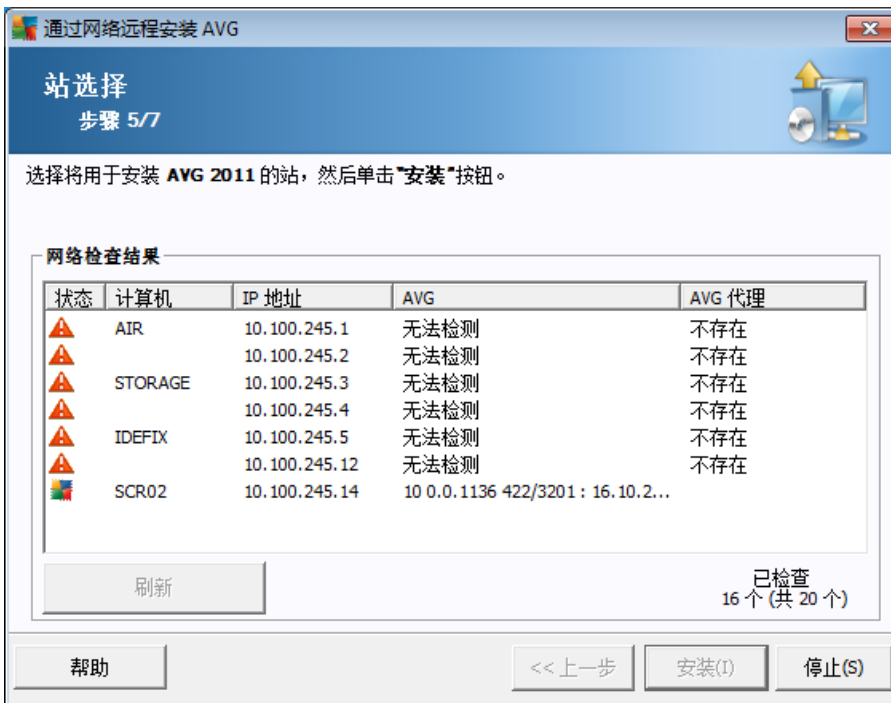 通过网络远程安装 AVG
站选择
步骤 5/7
选择将用于安装 AVG 2011 的站，然后单击"安装"按钮。
网络检查结果
状态 计算机 IP 地址 AVG AVG 代理
AIR 10.100.245.1 无法检测 不存在
10.100.245.2 无法检测 不存在
STORAGE 10.100.245.3 无法检测 不存在
10.100.245.4 无法检测 不存在
IDEFIX 10.100.245.5 无法检测 不存在
10.100.245.12 无法检测 不存在
SCR02 10.100.245.14 10 0.0.1136 422/3201 : 16.10.2...
刷新
已检查
16 个 (共 20 个)
帮助 << 上一步 安装(I) 停止(S)